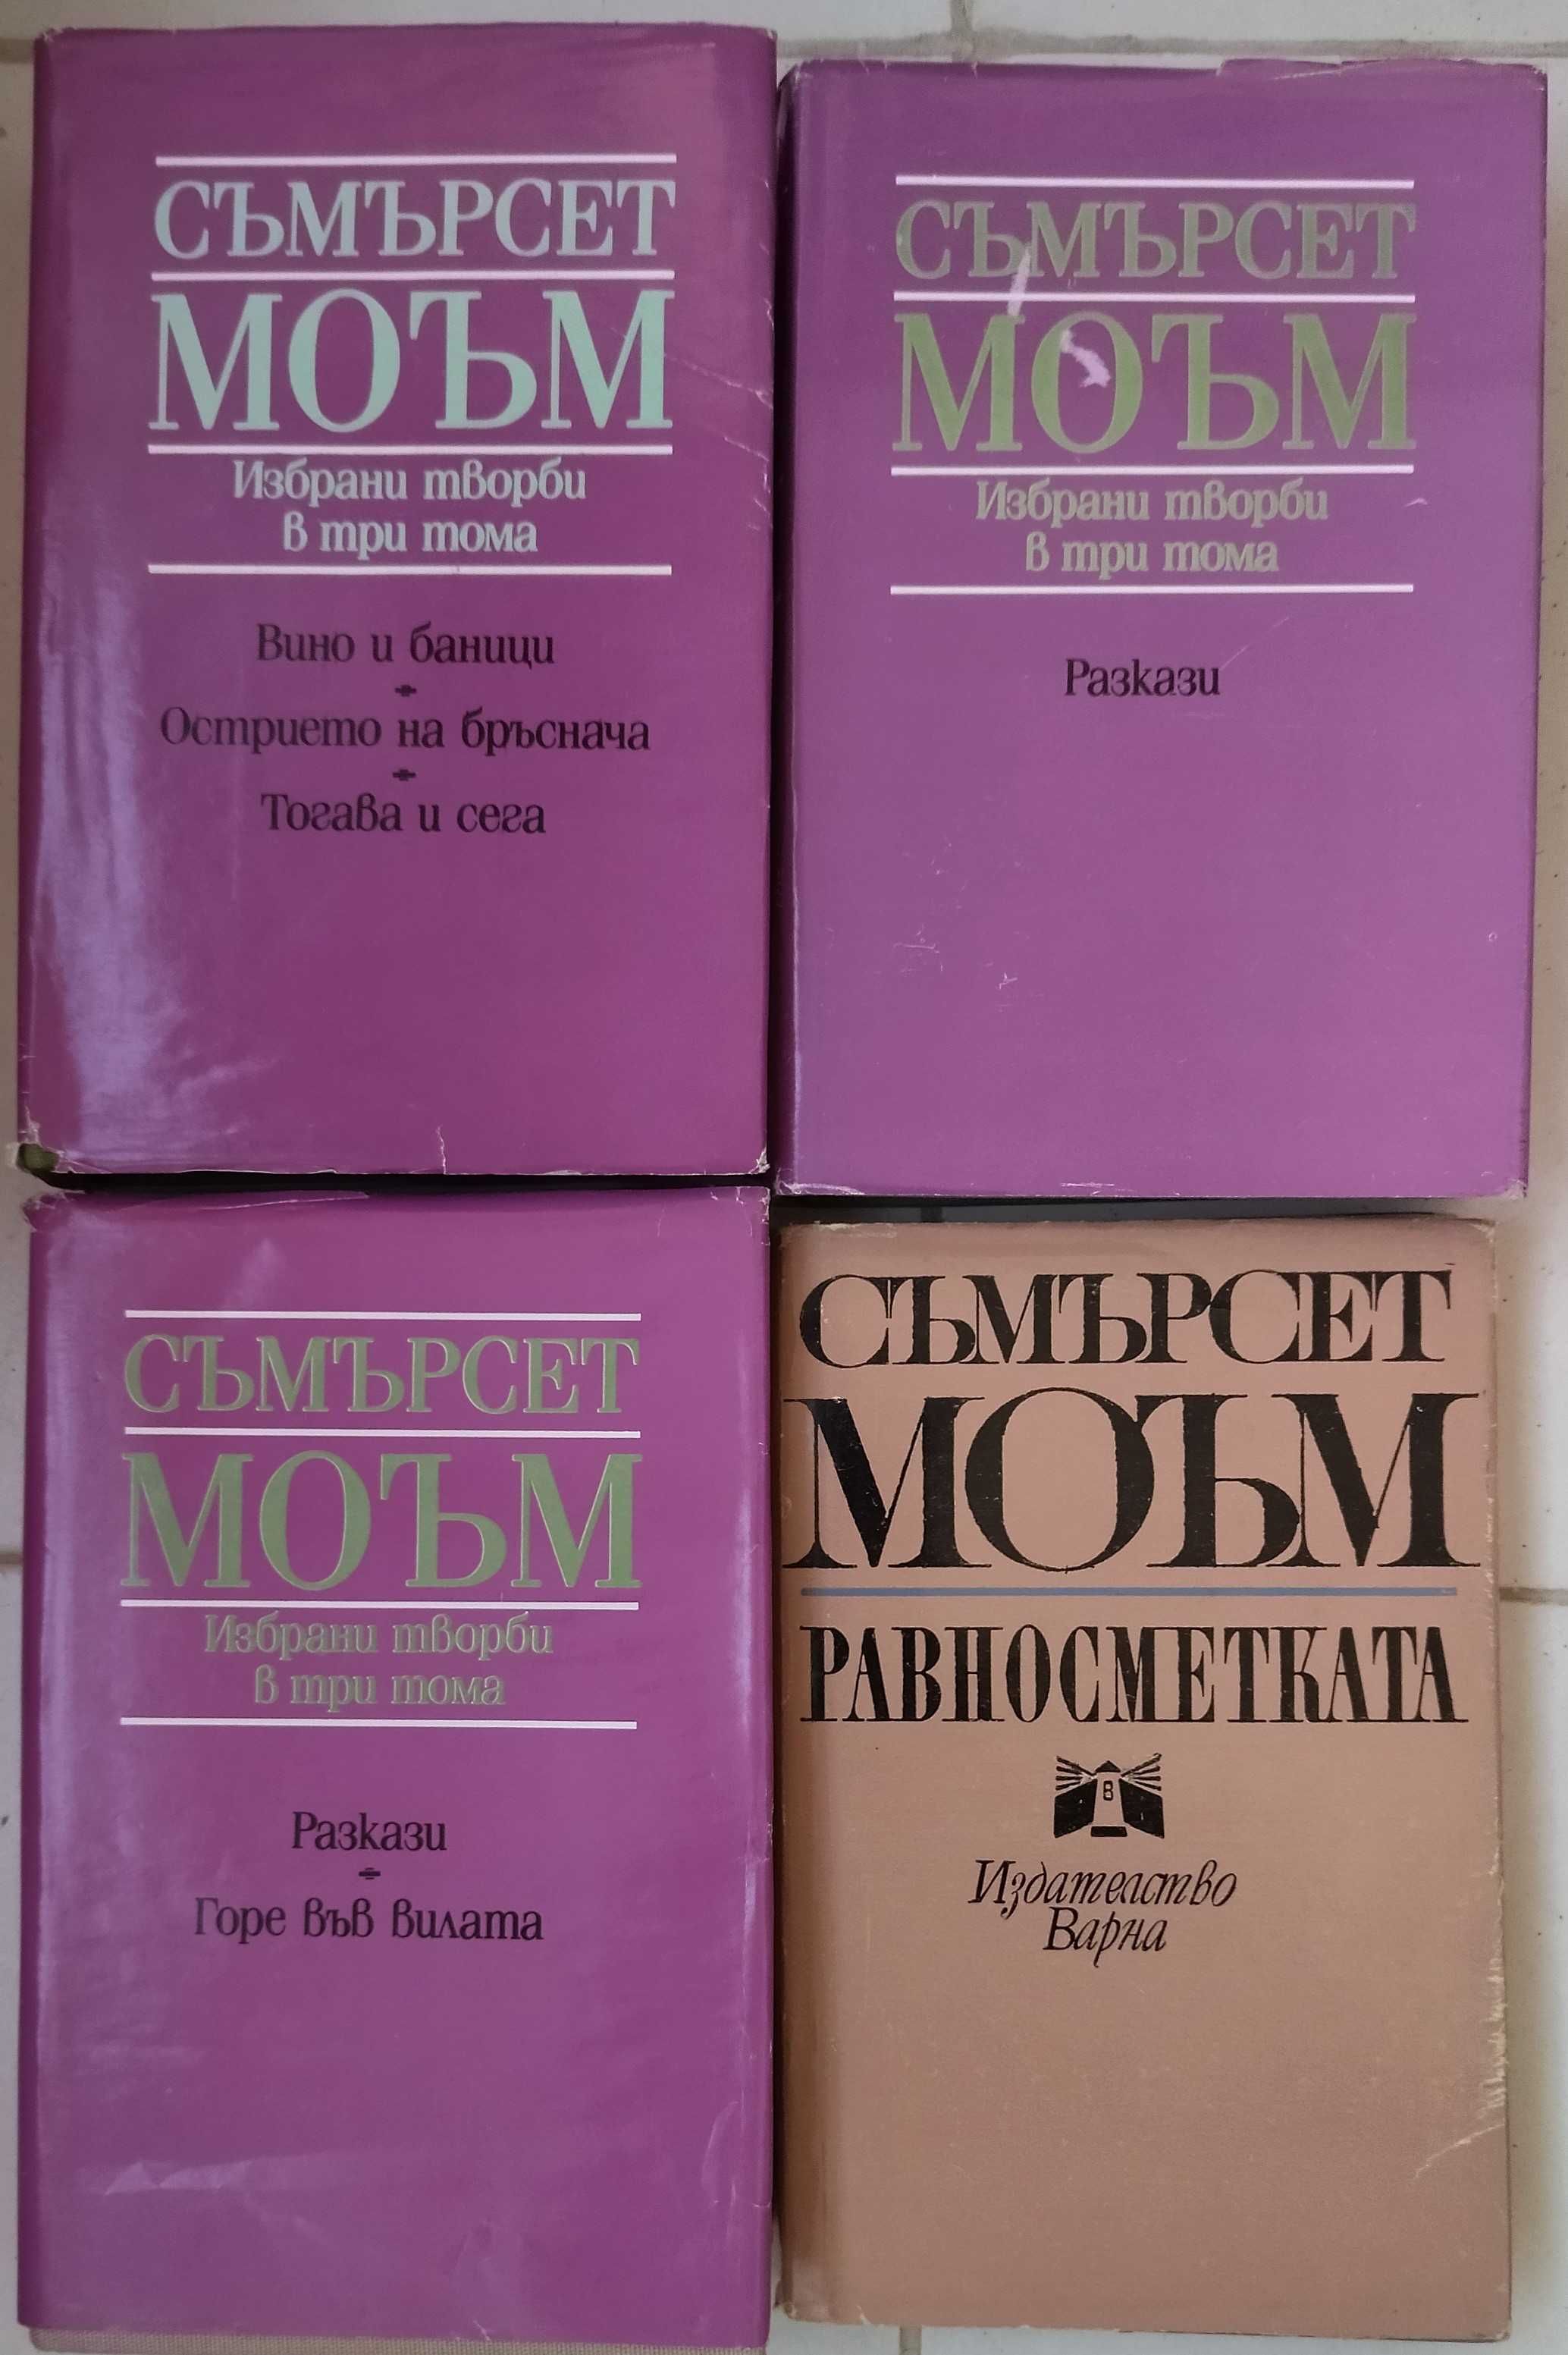 СЪМЪРСЕТ
МОЪМ
Избрани творби
в три тома
Вино и баници
Острието на бръснача
Тогава и сега
СЪМЪРСЕТ
МОЪМ
Избрани творби
в три тома
Разкази
СЪМЪРСЕТ
МОЪМ
Избрани творби
в три тома
Разкази
Горе във вилата
СЪМЪРСЕТ
МОЪМ
РАВНОСМЕТКАТА
В
Издателство
Варна